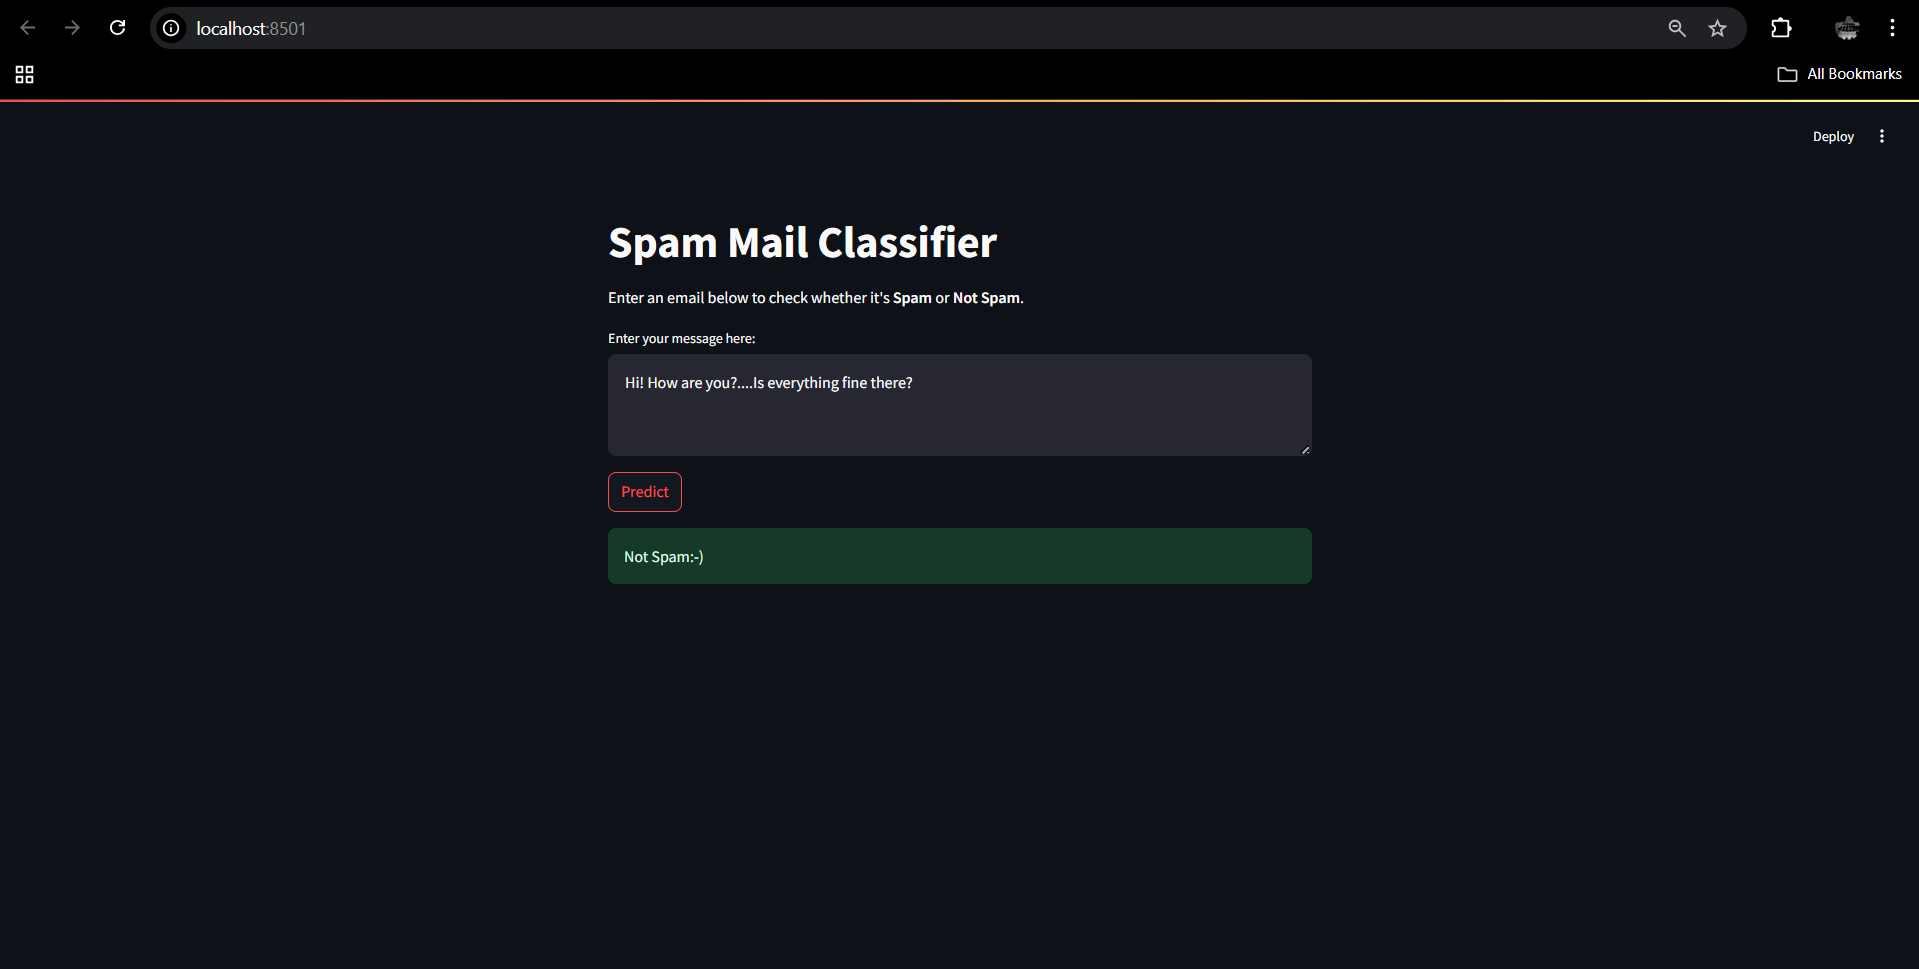 localhost:8501
All Bookmarks
Deploy
Spam Mail Classifier
Enter an email below to check whether it's Spam or Not Spam.
Enter your message here:
Hi! How are you?....Is everything fine there?
Predict
Not Spam:-)